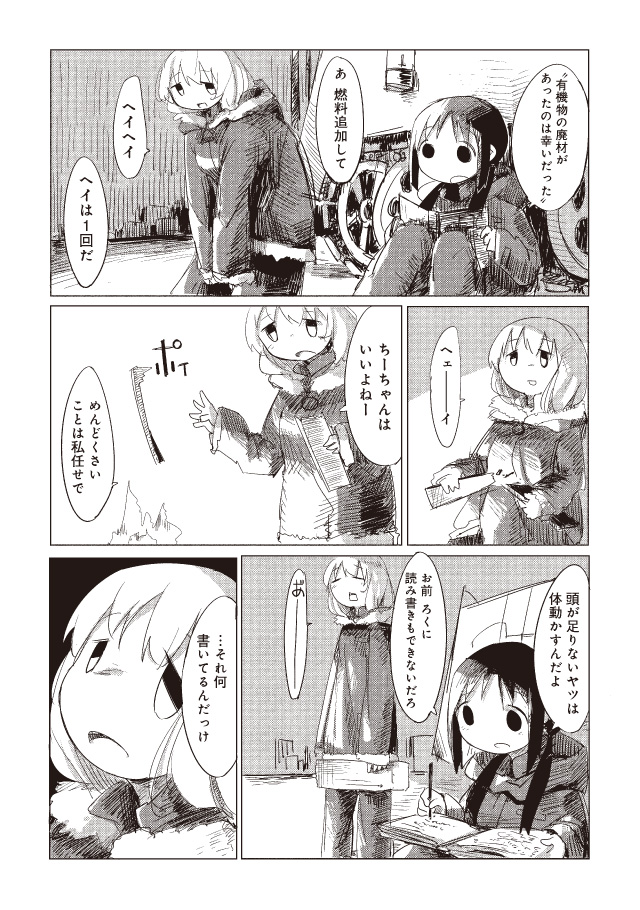 〝有機物の廃材が
あったのは幸いだった〟
あ 燃料追加して
ヘイヘイ
ヘイは1回だ
ヘェーーイ
ちーちゃんは
いいよねー
ポイ
めんどくさい
ことは私任せで
頭が足りないヤツは
体動かすんだよ
お前 ろくに
読み書きもできないだろ
あ゛ーーー
…それ何
書いてるんだっけ